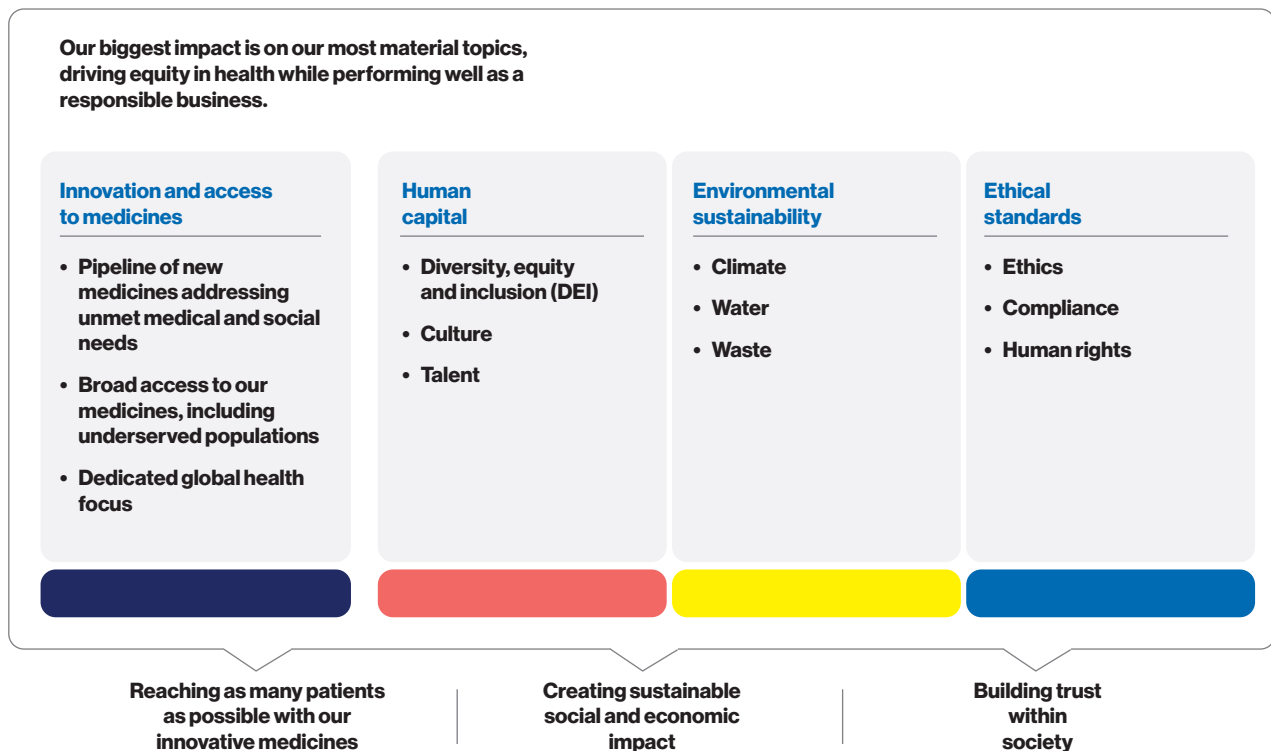 Our biggest impact is on our most material topics,
driving equity in health while performing well as a
responsible business.
Innovation and access
to medicines
• Pipeline of new
medicines addressing
unmet medical and social
needs
• Broad access to our
medicines, including
underserved populations
• Dedicated global health
focus
Human
capital
• Diversity, equity
and inclusion (DEI)
• Culture
• Talent
Environmental
sustainability
• Climate
• Water
• Waste
Ethical
standards
• Ethics
• Compliance
• Human rights
Reaching as many patients
as possible with our
innovative medicines
Creating sustainable
social and economic
impact
Building trust
within
society